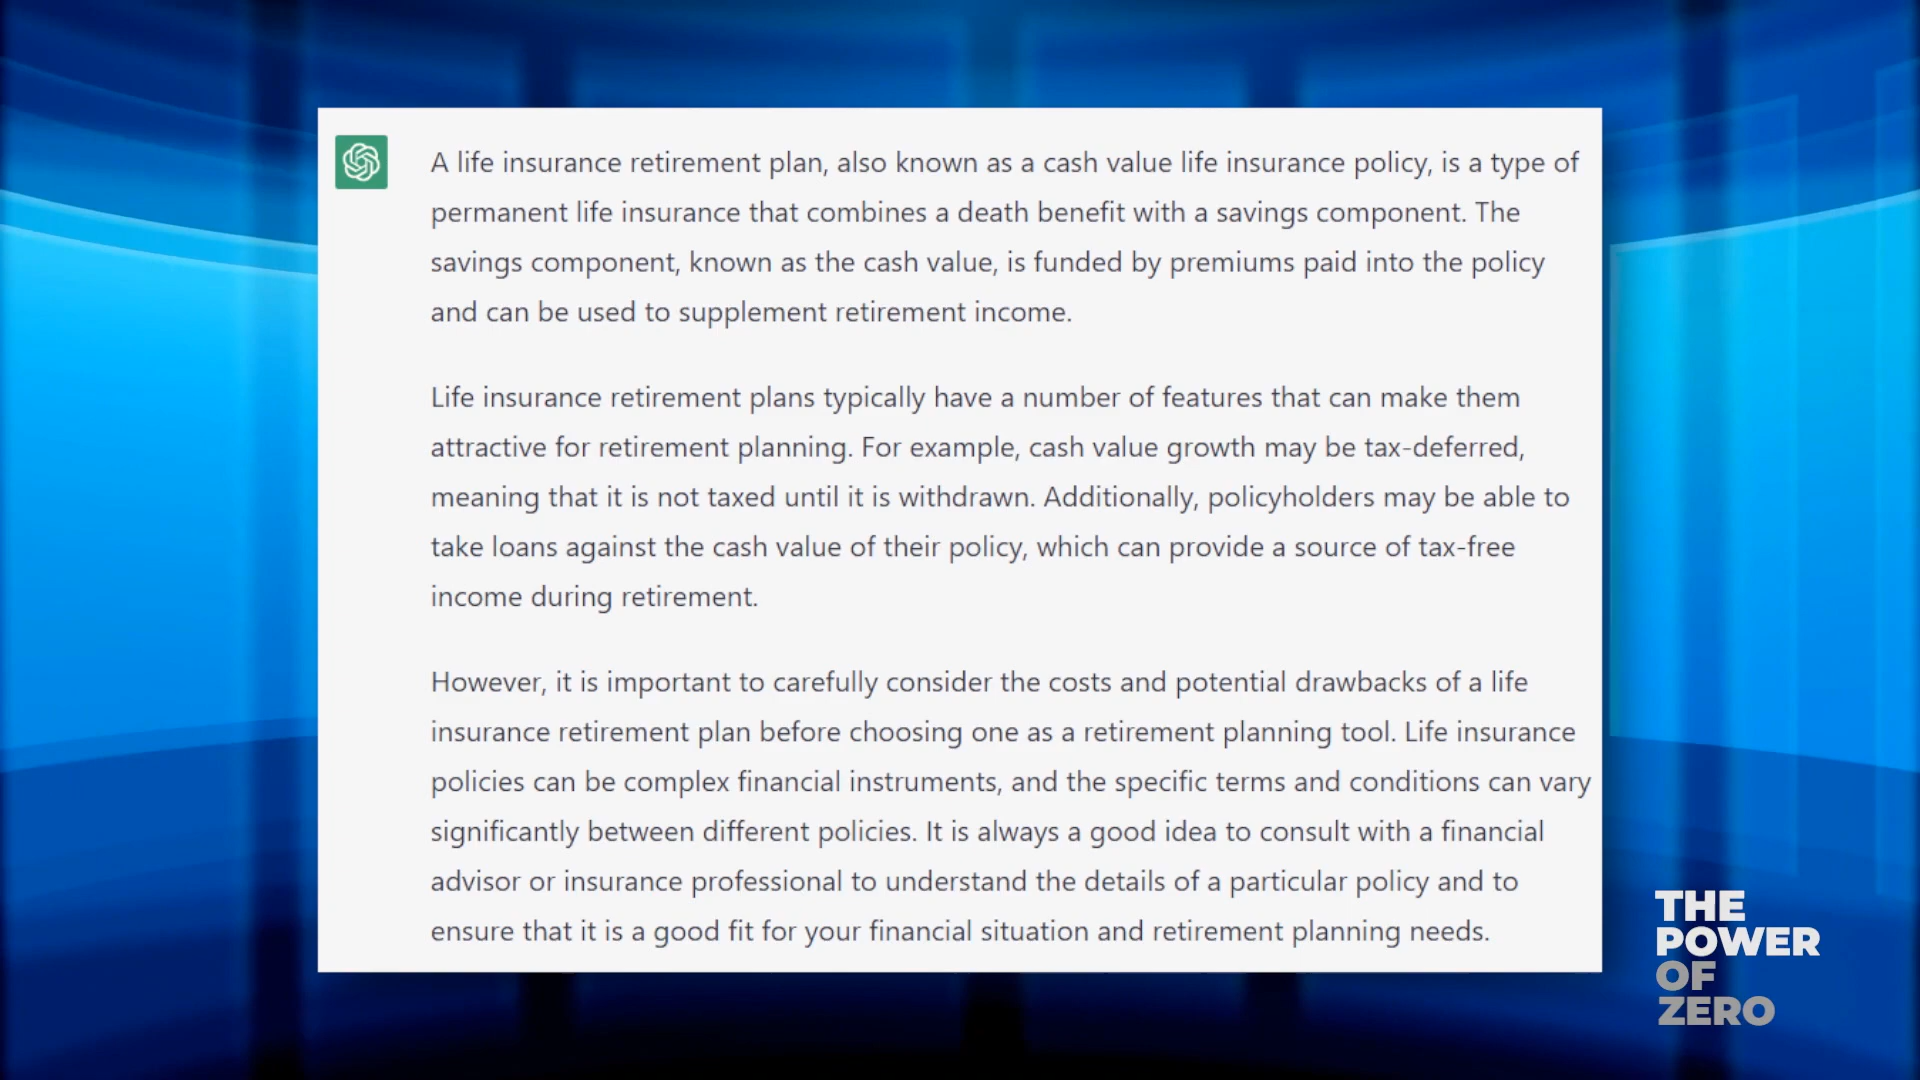 A life insurance retirement plan, also known as a cash value life insurance policy, is a type of
permanent life insurance that combines a death benefit with a savings component. The
savings component, known as the cash value, is funded by premiums paid into the policy
and can be used to supplement retirement income.
Life insurance retirement plans typically have a number of features that can make them
attractive for retirement planning. For example, cash value growth may be tax-deferred,
meaning that it is not taxed until it is withdrawn. Additionally, policyholders may be able to
take loans against the cash value of their policy, which can provide a source of tax-free
income during retirement.
However, it is important to carefully consider the costs and potential drawbacks of a life
insurance retirement plan before choosing one as a retirement planning tool. Life insurance
policies can be complex financial instruments, and the specific terms and conditions can vary
significantly between different policies. It is always a good idea to consult with a financial
advisor or insurance professional to understand the details of a particular policy and to
ensure that it is a good fit for your financial situation and retirement planning needs.
THE
POWER
OF
ZERO